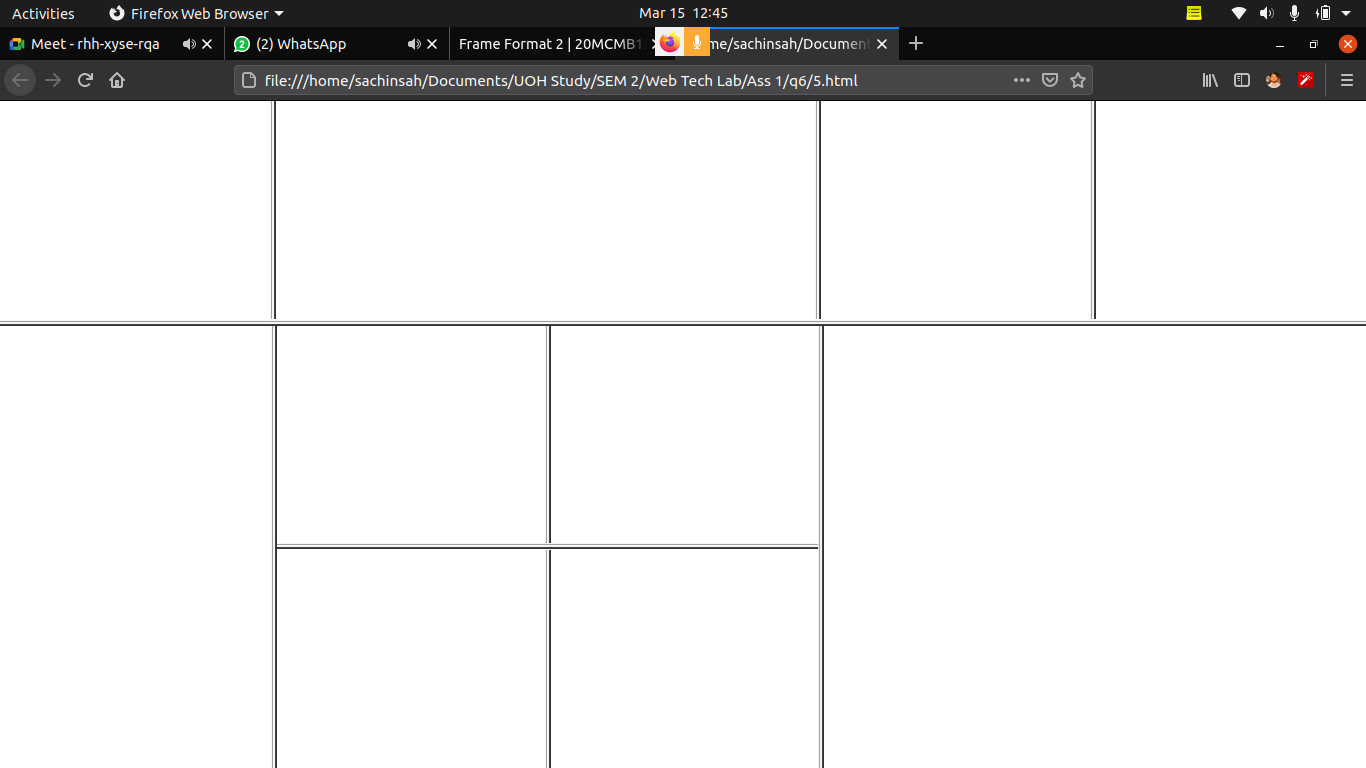 Activities Firefox Web Browser Mar 15 12:45
Meet - rhh-xyse-rqa (2) WhatsApp Frame Format 2 | 20MCMB1 me/sachinsah/Document
file:///home/sachinsah/Documents/UOH Study/SEM 2/Web Tech Lab/Ass 1/q6/5.html